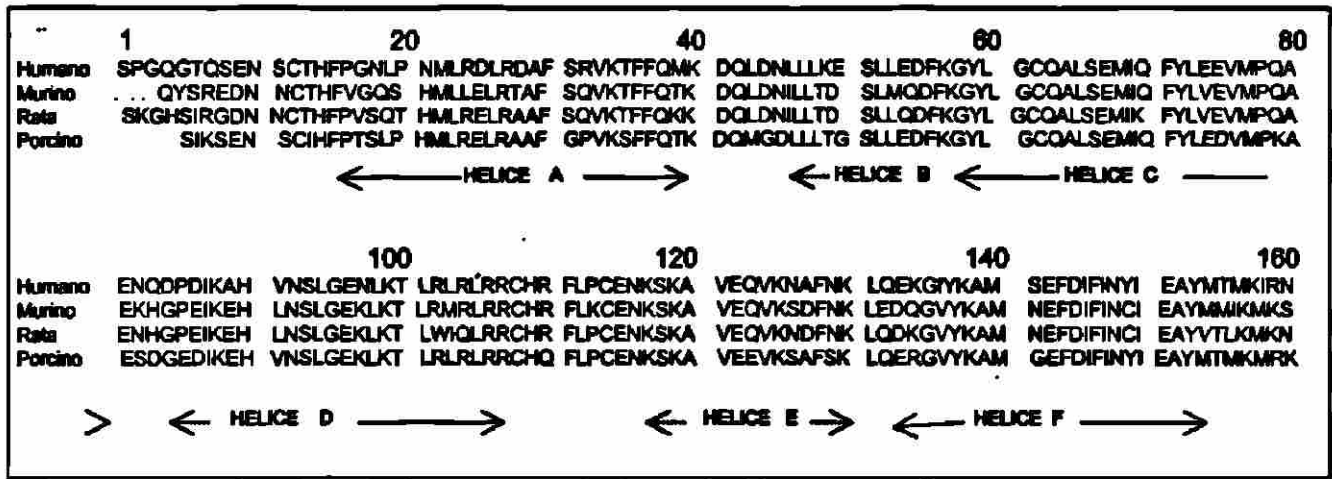 1 20 40 60 80
Humano SPGQGTQSEN SCTHFPGNLP NMLRDLRDAF SRVKTFFQMK DQLDNLLLKE SLLEDFKGYL GCQALSEMIQ FYLEEVMPQA
Murino ... QYSREDN NCTHFPVGQS HMLLELRTAF SQVKTFFQTK DQLDNILLTD SLMQDFKGYL GCQALSEMIQ FYLVEVMPQA
Rata SKGHSIRGDN NCTHFPVSQT HMLRELRAAF SQVKTFFQKK DQLDNILLTD SLLQDFKGYL GCQALSEMIK FYLVEVMPQA
Porcino SIKSEN SCIHFPTSLP HMLRELRAAF GPVKSFFQTK DQMGDLLLTG SLLEDFKGYL GCQALSEMIQ FYLEDVMPKA
HELICE A HELICE B HELICE C
100 120 140 160
Humano ENQDPDIKAH VNSLGENLKT LRLRLRRCHR FLPCENKSKA VEQVKNAFNK LQEKGIYKAM SEFDIFINYI EAYMTMKIRN
Murino EKHGPEIKEH LNSLGEKLKT LRMRLRRCHR FLKCENKSKA VEQVKSDFNK LEDQGVYKAM NEFDIFINCI EAYMMIKMKS
Rata ENHGPEIKEH LNSLGEKLKT LWIQLRRCHR FLPCENKSKA VEQVKNDFNK LQDKGVYKAM NEFDIFINCI EAYVTLKMKN
Porcino ESDGEDIKEH VNSLGEKLKT LRLRLRRCHQ FLPCENKSKA VEEVKSAFSK LQERGVYKAM GEFDIFINYI EAYMTMKMRK
HELICE D HELICE E HELICE F